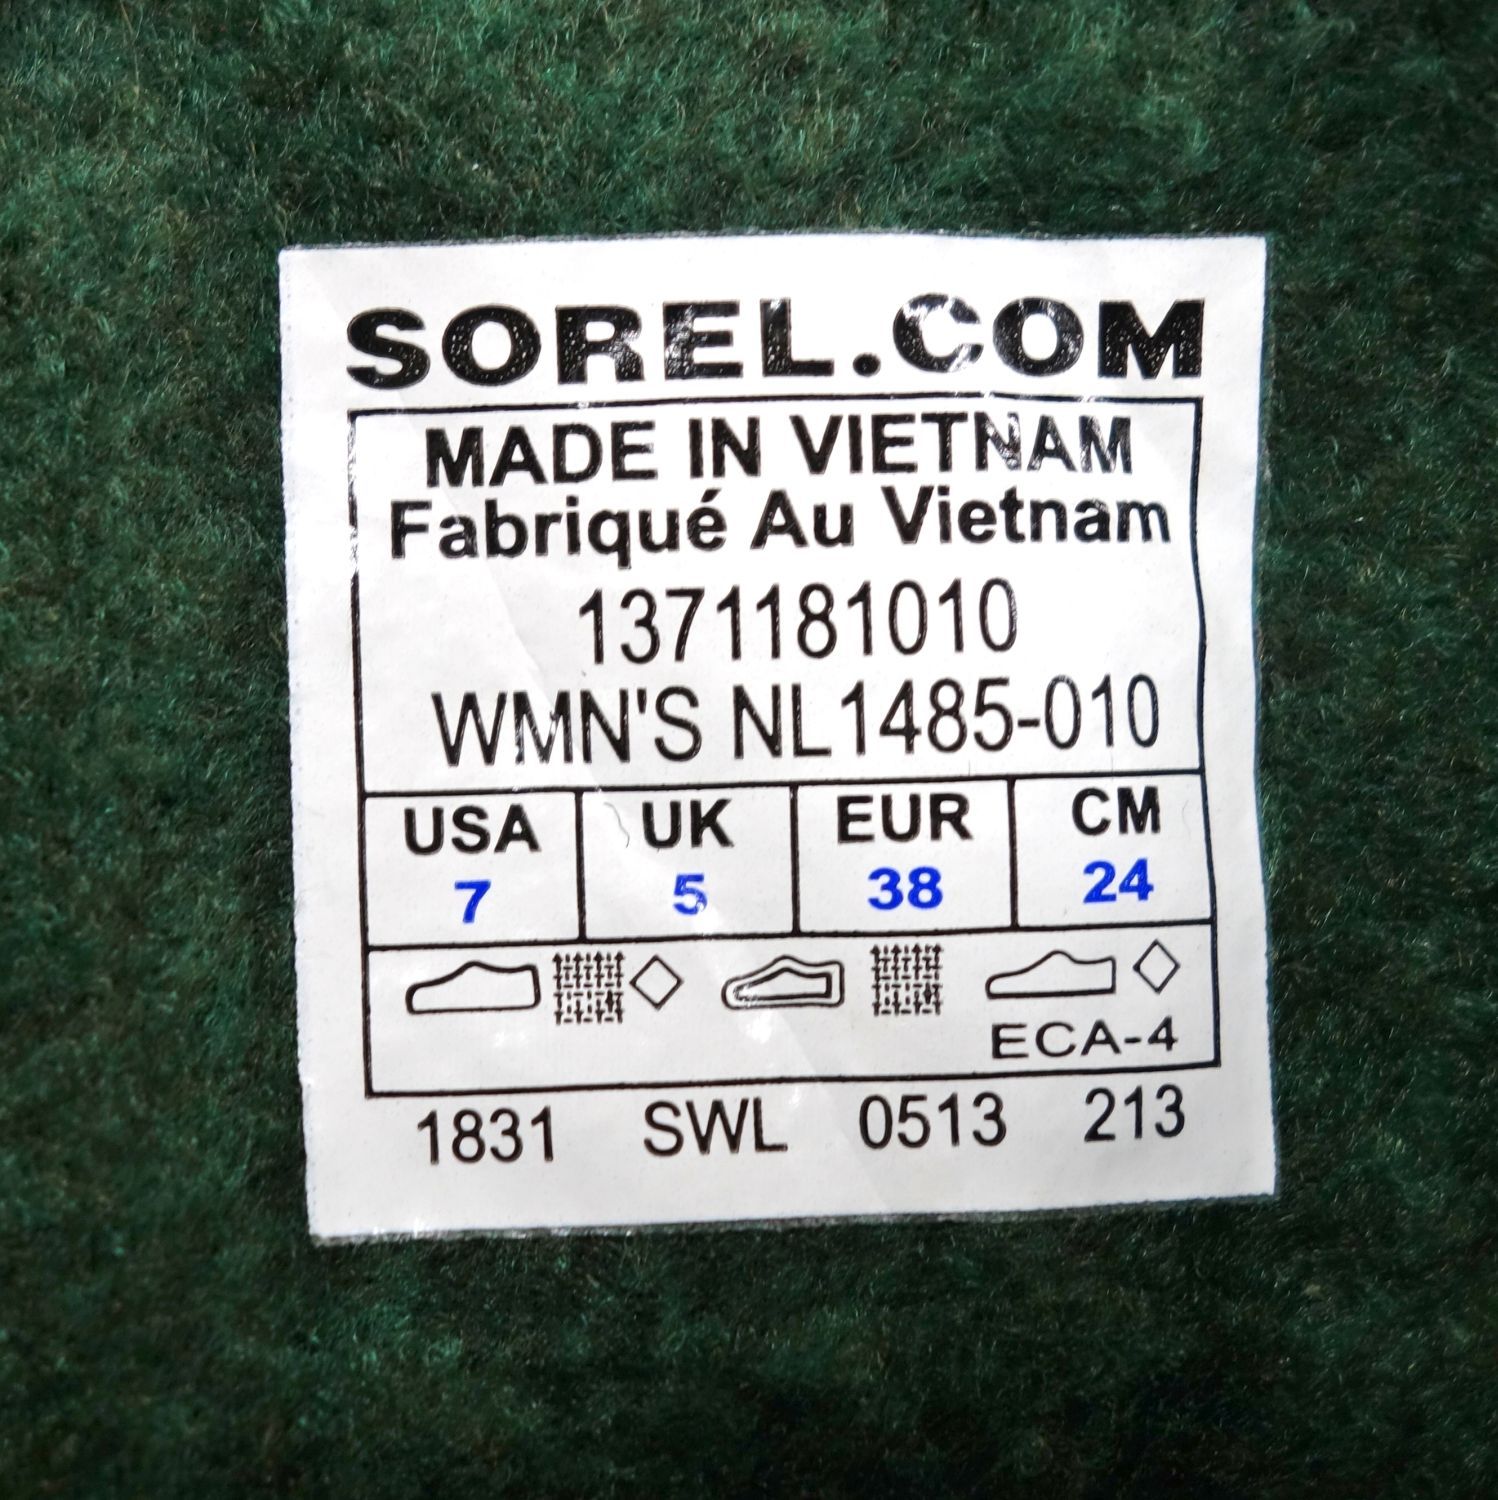 SOREL.COM
MADE IN VIETNAM
Fabriqué Au Vietnam
1371181010
WMN'S NL1485-010
USA UK EUR CM
7 5 38 24
ECA-4
1831 SWL 0513 213